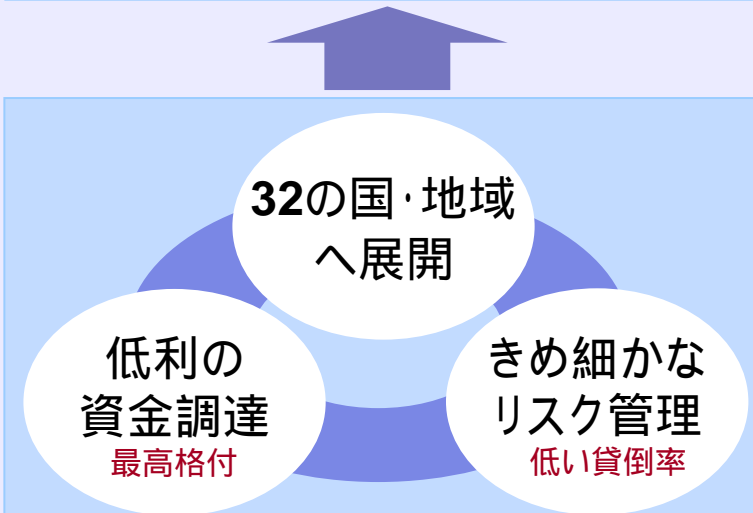 32の国･地域
へ展開
低利の
資金調達
最高格付
きめ細かな
リスク管理
低い貸倒率